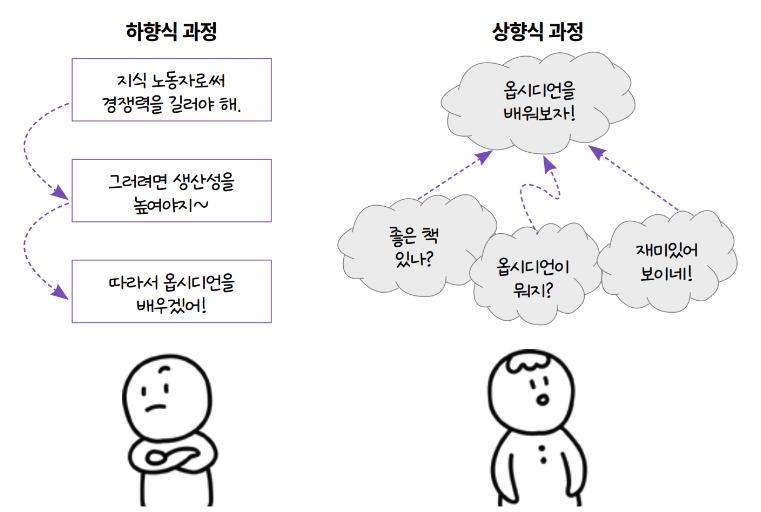 하향식 과정
지식 노동자로써
경쟁력을 길러야 해.
그러려면 생산성을
높여야지~
따라서 옵시디언을
배우겠어!
상향식 과정
옵시디언을
배워보자!
좋은 책
있나?
옵시디언이
뭐지?
재미있어
보이네!